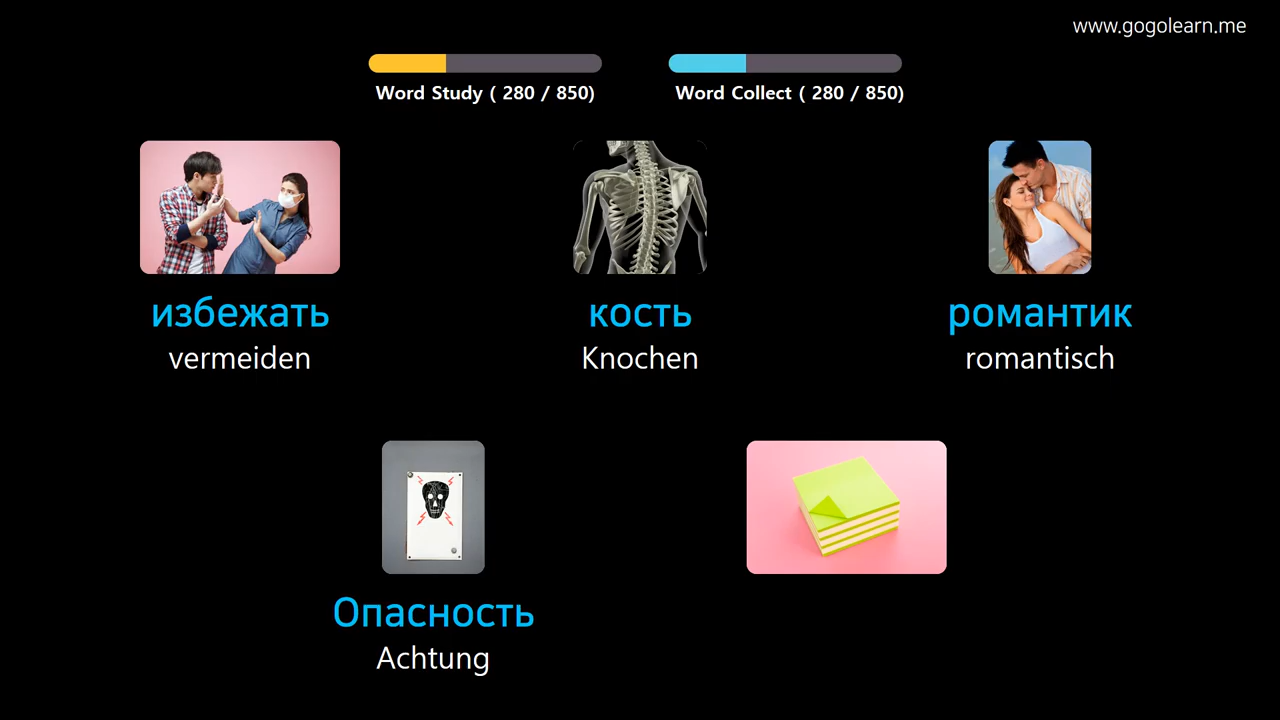 www.gogolearn.me
Word Study ( 280 / 850)
Word Collect ( 280 / 850)
избежать
vermeiden
кость
Knochen
романтик
romantisch
Опасность
Achtung